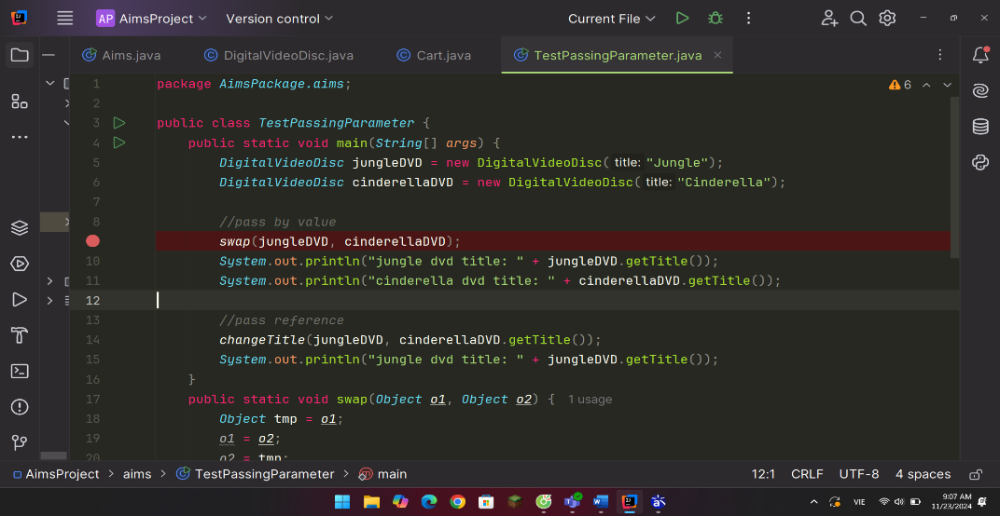 AP AimsProject Version control Current File
Aims.java DigitalVideoDisc.java Cart.java TestPassingParameter.java
1 package AimsPackage.aims; 6
2
3 public class TestPassingParameter {
4 public static void main(String[] args) {
5 DigitalVideoDisc jungleDVD = new DigitalVideoDisc( title: "Jungle");
6 DigitalVideoDisc cinderellaDVD = new DigitalVideoDisc( title: "Cinderella");
7
8 //pass by value
swap(jungleDVD, cinderellaDVD);
10 System.out.println("jungle dvd title: " + jungleDVD.getTitle());
11 System.out.println("cinderella dvd title: " + cinderellaDVD.getTitle());
12
13 //pass reference
14 changeTitle(jungleDVD, cinderellaDVD.getTitle());
15 System.out.println("jungle dvd title: " + jungleDVD.getTitle());
16 }
17 public static void swap(Object o1, Object o2) { 1 usage
18 Object tmp = o1;
19 o1 = o2;
20 o2 = tmp;
AimsProject > aims > TestPassingParameter > main 12:1 CRLF UTF-8 4 spaces
VIE 9:07 AM
11/23/2024